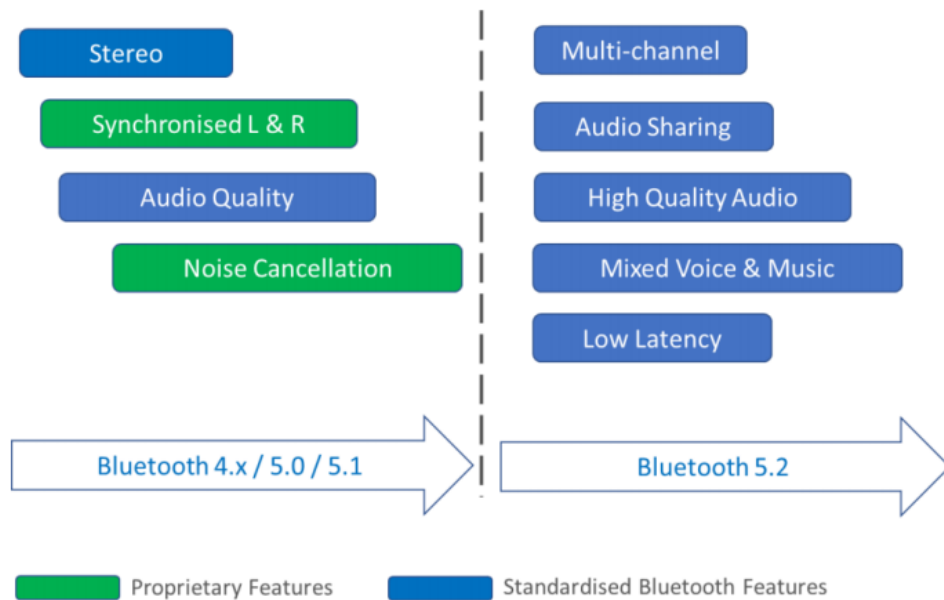 Stereo
Multi-channel
Synchronised L & R
Audio Sharing
Audio Quality
High Quality Audio
Noise Cancellation
Mixed Voice & Music
Low Latency
Bluetooth 4.x / 5.0 / 5.1
Bluetooth 5.2
Proprietary Features
Standardised Bluetooth Features